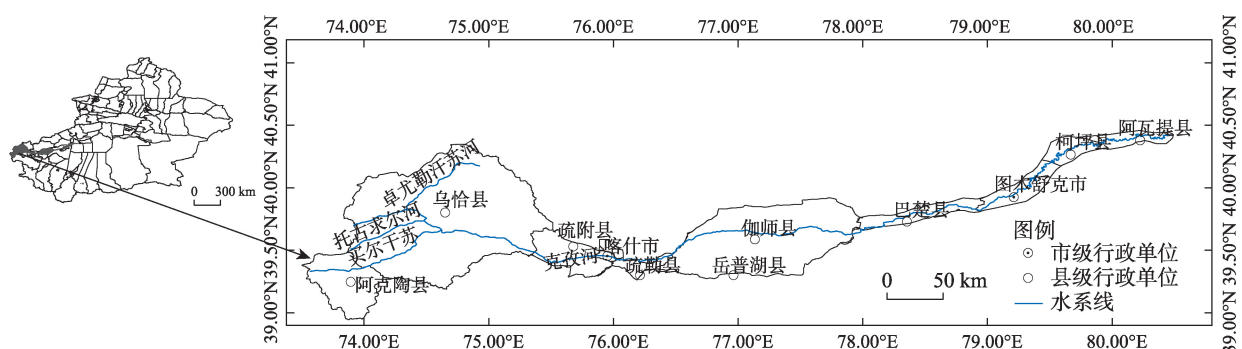 74.00°E 75.00°E 76.00°E 77.00°E 78.00°E 79.00°E 80.00°E
41.00°N
40.50°N
40.00°N
39.50°N
39.00°N
41.00°N
40.50°N
40.00°N
39.50°N
39.00°N
0 300 km
阿瓦提县
柯坪县
图木舒克市
巴楚县
卓尤勒汗苏河
乌恰县
托古求尔河
头尔干苏
疏附县
喀什市
伽师县
克孜河
疏勒县
岳普湖县
阿克陶县
图例
市级行政单位
县级行政单位
水系线
0 50 km
74.00°E 75.00°E 76.00°E 77.00°E 78.00°E 79.00°E 80.00°E